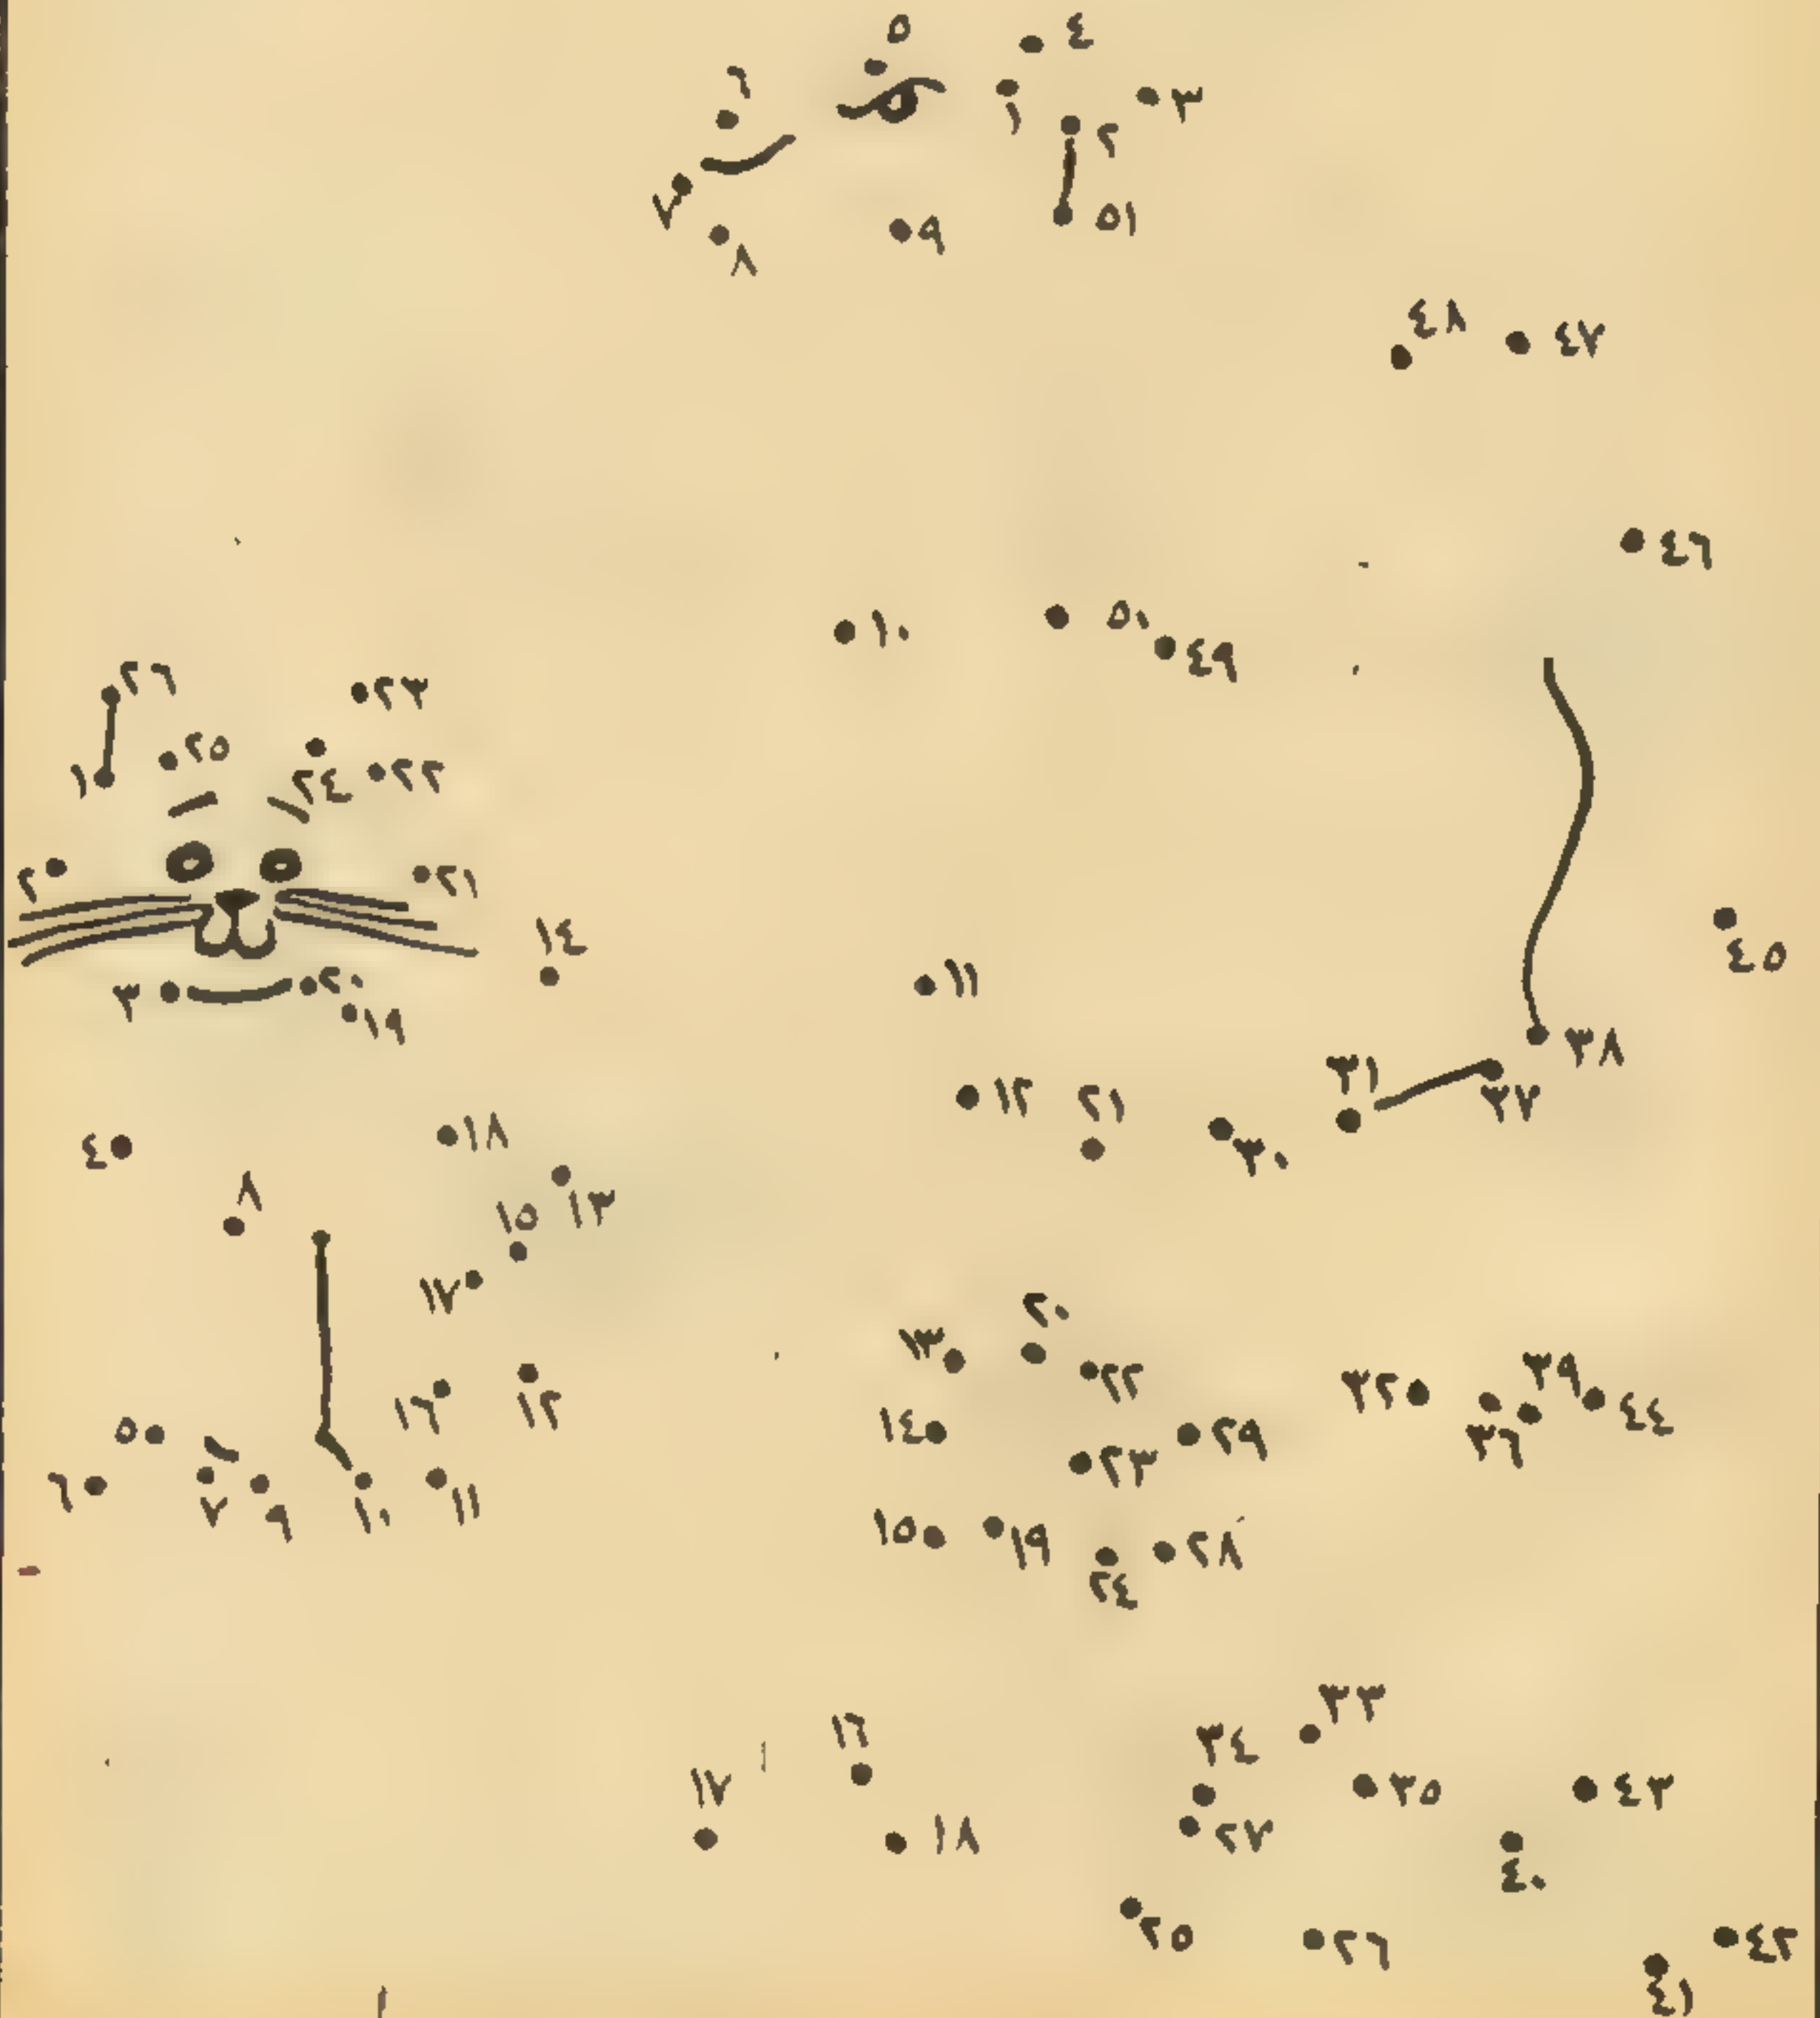 ٥ ٤
٦ ١ ٣
٢
٧ ٥١
٨ ٩
٤٨ ٤٧
٤٦
١٠ ٥٠ ٤٩
٢٦ ٢٣
١ ٢٥ ٢٤ ٢٢
٢ ٢١
١٤ ٤٥
٣ ٢٠ ١١
١٩ ٣٨
٣١ ٣٧
١٢ ٢١
٤ ١٨ ٣٠
٨ ١٥ ١٣
١٧ ٢٠
١٣ ٢٢ ٣٢ ٣٩
١٦ ١٢ ١٤ ٤٤
٥ ٢٣ ٢٩ ٣٦
٦ ٧ ٩ ١٠ ١١
١٥ ١٩ ٢٨
٢٤
٣٣
١٦ ٣٤
١٧ ٣٥ ٤٣
١٨ ٢٧
٤٠
٢٥ ٢٦ ٤٢
٤١